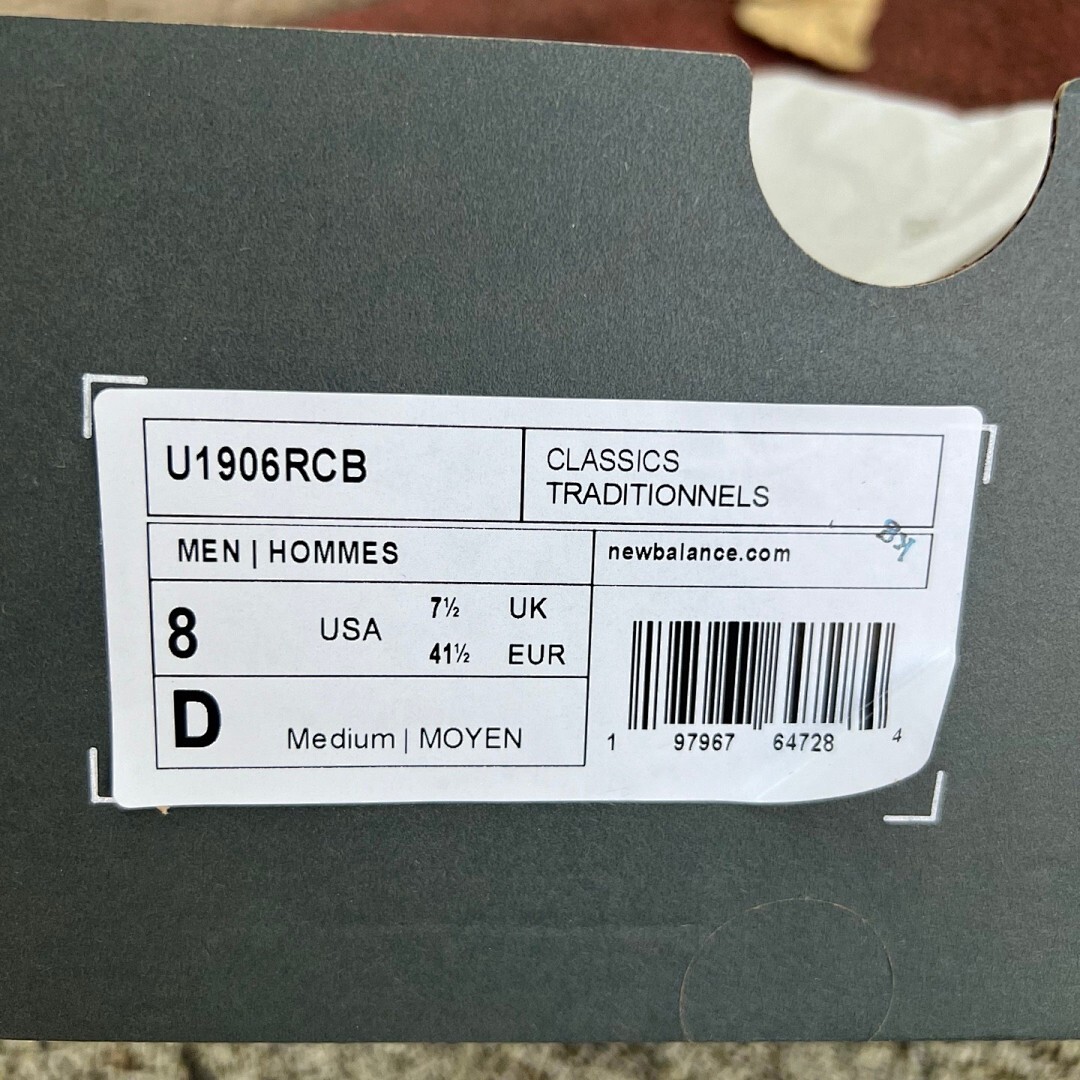 U1906RCB
CLASSICS
TRADITIONNELS
MEN | HOMMES
newbalance.com
8
USA
7½ UK
41½ EUR
D
Medium | MOYEN
1 97967 64728 4